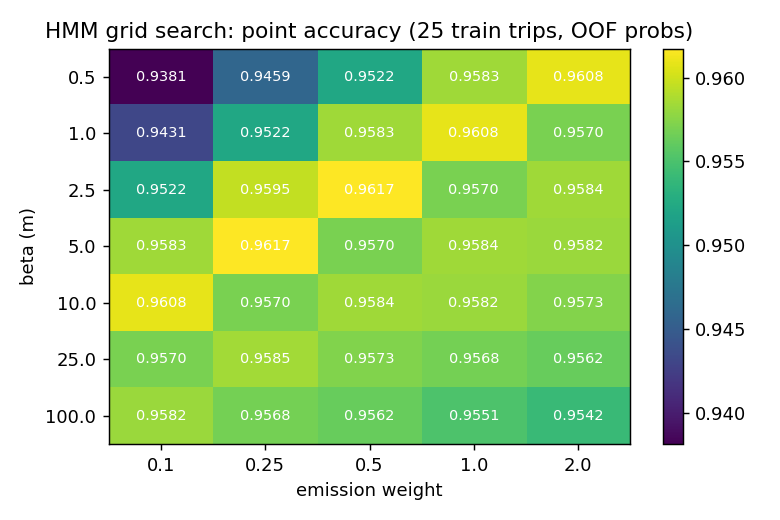 HMM grid search: point accuracy (25 train trips, OOF probs)
beta (m)
0.5 0.9381 0.9459 0.9522 0.9583 0.9608
1.0 0.9431 0.9522 0.9583 0.9608 0.9570
2.5 0.9522 0.9595 0.9617 0.9570 0.9584
5.0 0.9583 0.9617 0.9570 0.9584 0.9582
10.0 0.9608 0.9570 0.9584 0.9582 0.9573
25.0 0.9570 0.9585 0.9573 0.9568 0.9562
100.0 0.9582 0.9568 0.9562 0.9551 0.9542
0.1 0.25 0.5 1.0 2.0
emission weight
0.960
0.955
0.950
0.945
0.940